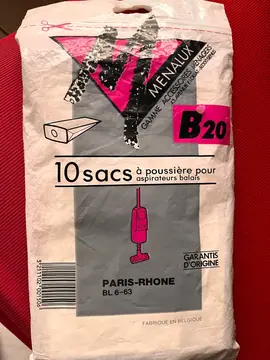 MENALUX
GAMME ACCESSOIRES MENAGERS
B20
10 sacs à poussière pour
aspirateurs balais
GARANTIS
D'ORIGINE
PARIS-RHONE
BL 6-63
FABRIQUE EN BELGIQUE